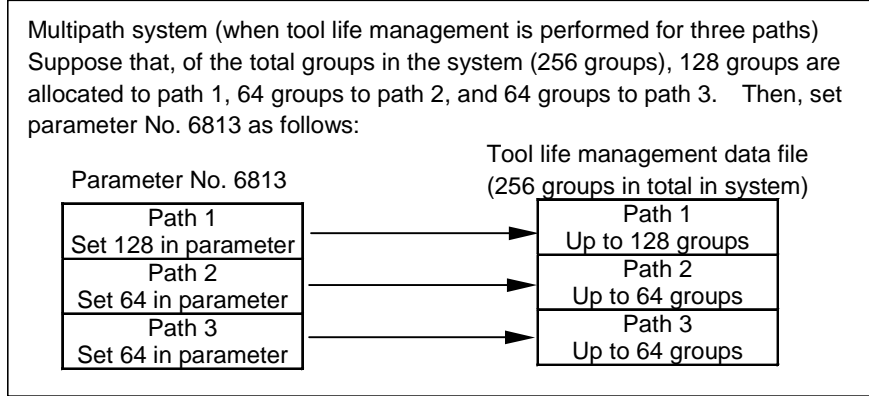 Multipath system (when tool life management is performed for three paths)
Suppose that, of the total groups in the system (256 groups), 128 groups are
allocated to path 1, 64 groups to path 2, and 64 groups to path 3. Then, set
parameter No. 6813 as follows:
Parameter No. 6813
Path 1
Set 128 in parameter
Path 2
Set 64 in parameter
Path 3
Set 64 in parameter
Tool life management data file
(256 groups in total in system)
Path 1
Up to 128 groups
Path 2
Up to 64 groups
Path 3
Up to 64 groups